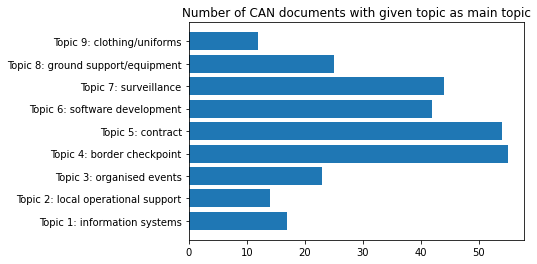 Number of CAN documents with given topic as main topic
Topic 9: clothing/uniforms
Topic 8: ground support/equipment
Topic 7: surveillance
Topic 6: software development
Topic 5: contract
Topic 4: border checkpoint
Topic 3: organised events
Topic 2: local operational support
Topic 1: information systems
0 10 20 30 40 50